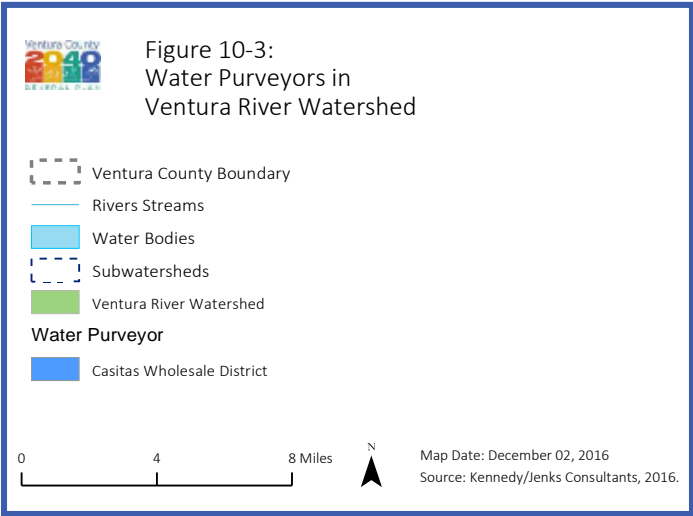 Ventura County
2040
GENERAL PLAN
Figure 10-3:
Water Purveyors in
Ventura River Watershed
Ventura County Boundary
Rivers Streams
Water Bodies
Subwatersheds
Ventura River Watershed
Water Purveyor
Casitas Wholesale District
0 4 8 Miles
N
Map Date: December 02, 2016
Source: Kennedy/Jenks Consultants, 2016.